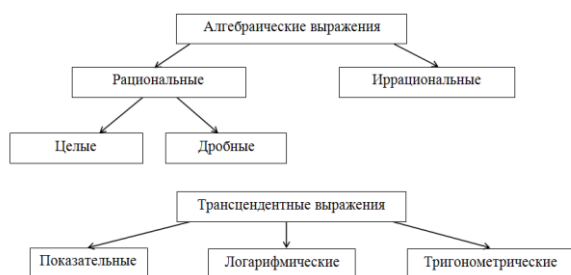 Алгебраические выражения
Рациональные
Иррациональные
Целые
Дробные
Трансцендентные выражения
Показательные
Логарифмические
Тригонометрические